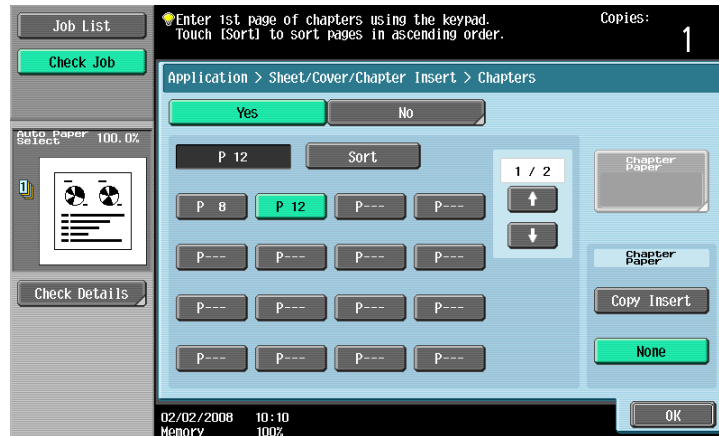 Job List
Check Job
Enter 1st page of chapters using the keypad.
Touch [Sort] to sort pages in ascending order.
Copies:
1
Application > Sheet/Cover/Chapter Insert > Chapters
Yes
No
Auto Paper
Select
100.0%
1
P 12
Sort
1 / 2
Chapter
Paper
P 8
P 12
P---
P---
P---
P---
P---
P---
Chapter
Paper
Check Details
P---
P---
P---
P---
Copy Insert
P---
P---
P---
P---
None
02/02/2008 10:10
Memory 100%
OK